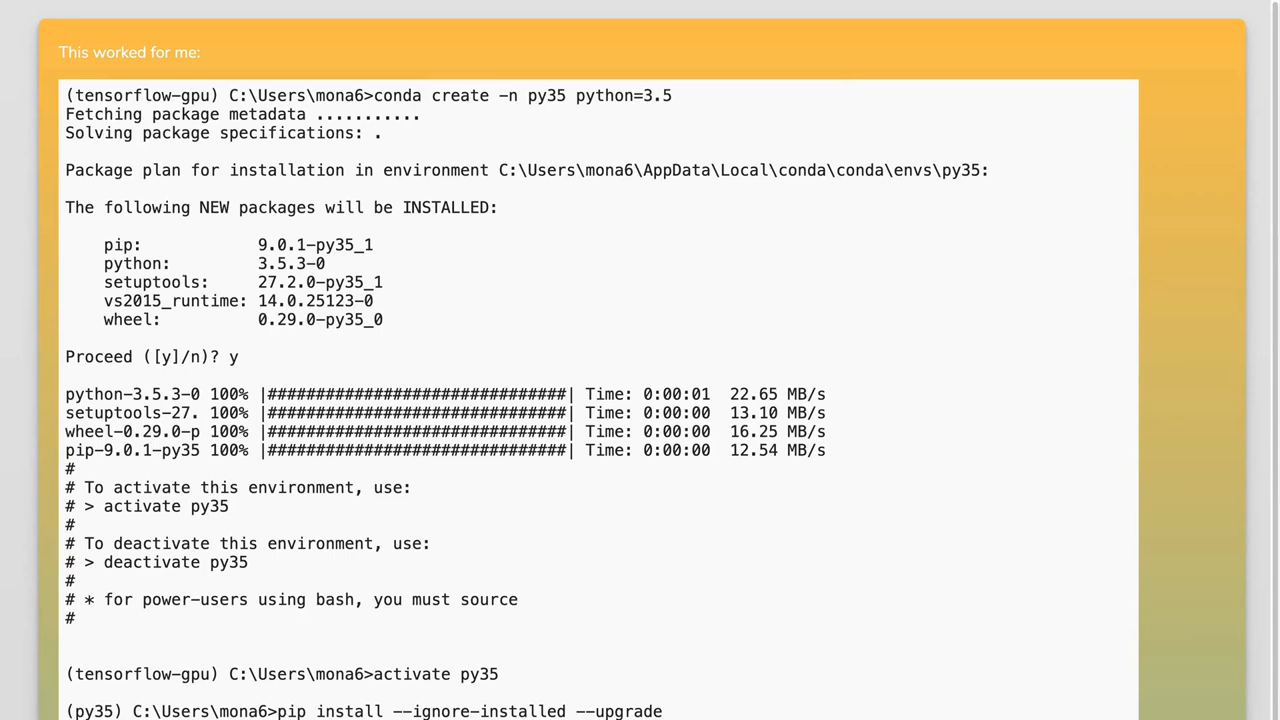 This worked for me:
(tensorflow-gpu) C:\Users\mona6>conda create -n py35 python=3.5
Fetching package metadata ...........
Solving package specifications: .
Package plan for installation in environment C:\Users\mona6\AppData\Local\conda\conda\envs\py35:
The following NEW packages will be INSTALLED:
pip: 9.0.1-py35_1
python: 3.5.3-0
setuptools: 27.2.0-py35_1
vs2015_runtime: 14.0.25123-0
wheel: 0.29.0-py35_0
Proceed ([y]/n)? y
python-3.5.3-0 100% |###############################| Time: 0:00:01 22.65 MB/s
setuptools-27. 100% |###############################| Time: 0:00:00 13.10 MB/s
wheel-0.29.0-p 100% |###############################| Time: 0:00:00 16.25 MB/s
pip-9.0.1-py35 100% |###############################| Time: 0:00:00 12.54 MB/s
#
# To activate this environment, use:
# > activate py35
#
# To deactivate this environment, use:
# > deactivate py35
#
# * for power-users using bash, you must source
#
(tensorflow-gpu) C:\Users\mona6>activate py35
(py35) C:\Users\mona6>pip install --ignore-installed --upgrade